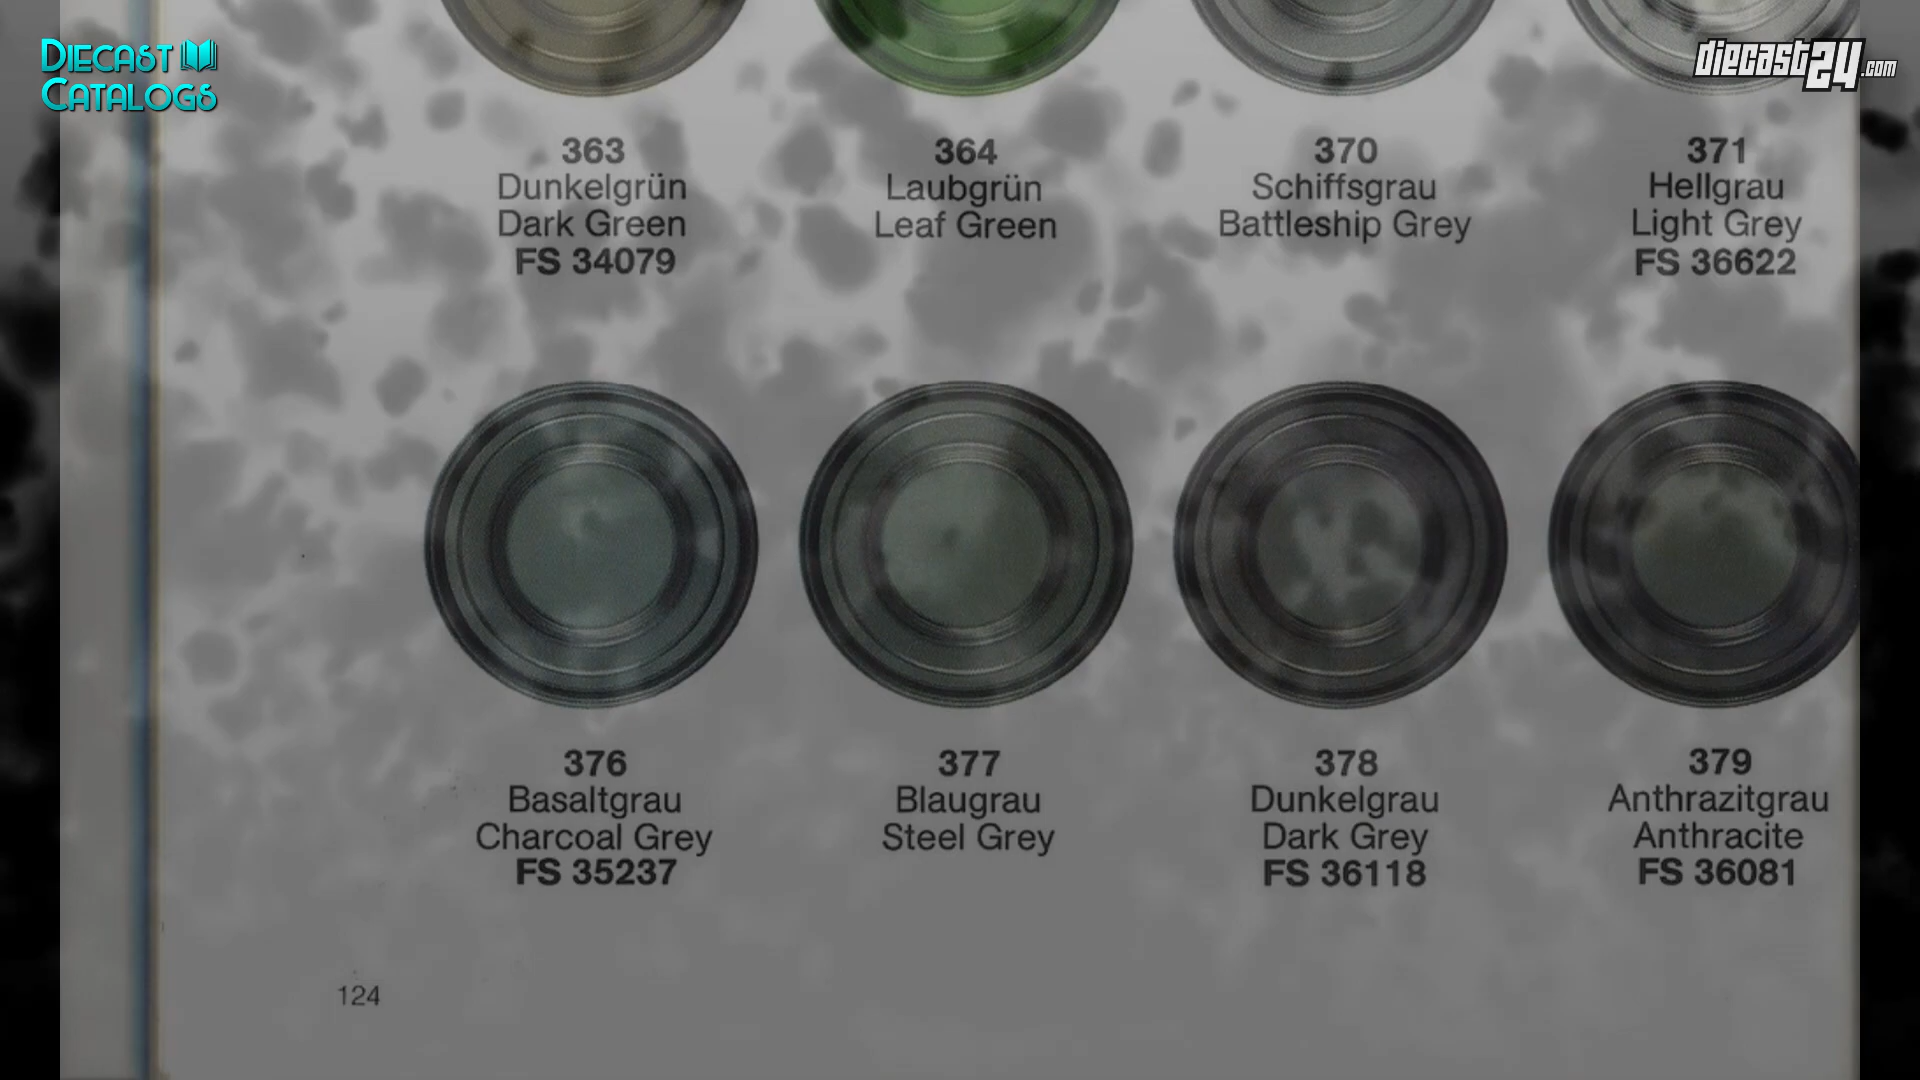 DIECAST
CATALOGS
diecast24.com
363
Dunkelgrün
Dark Green
FS 34079
364
Laubgrün
Leaf Green
370
Schiffsgrau
Battleship Grey
371
Hellgrau
Light Grey
FS 36622
376
Basaltgrau
Charcoal Grey
FS 35237
377
Blaugrau
Steel Grey
378
Dunkelgrau
Dark Grey
FS 36118
379
Anthrazitgrau
Anthracite
FS 36081
124